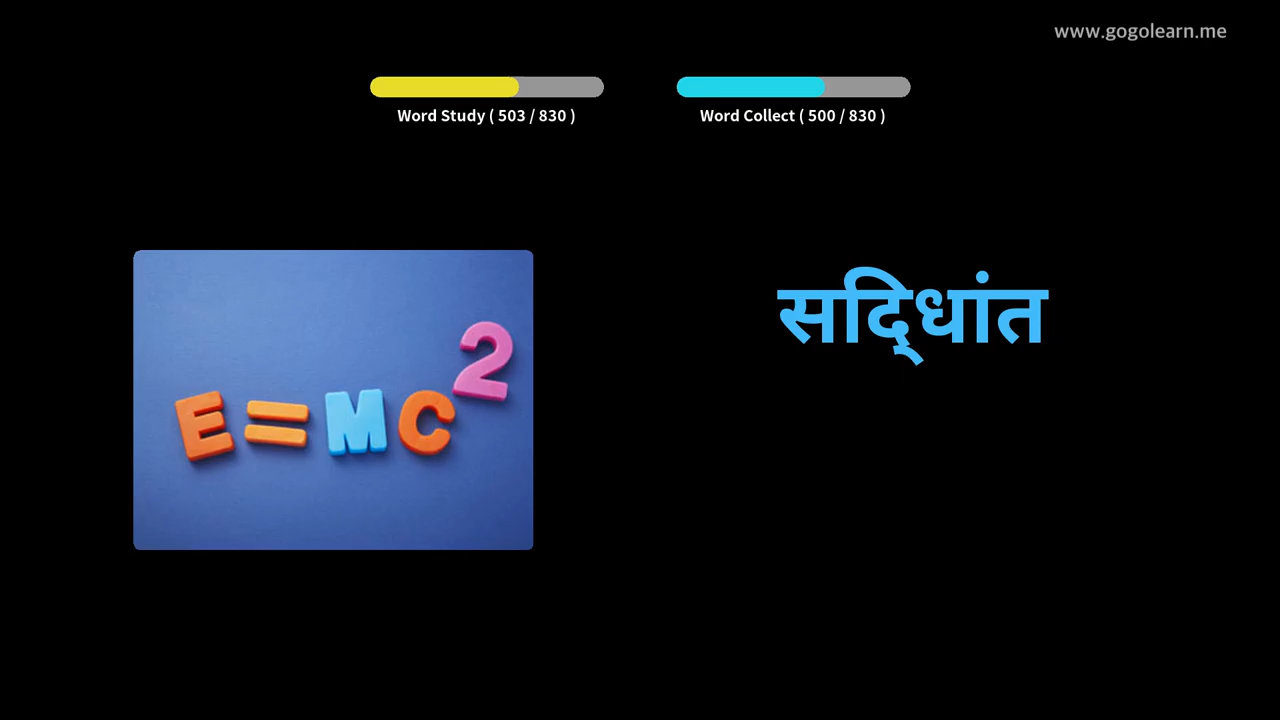 www.gogolearn.me
Word Study ( 503 / 830 )
Word Collect ( 500 / 830 )
सद्धिांत
E=MC2